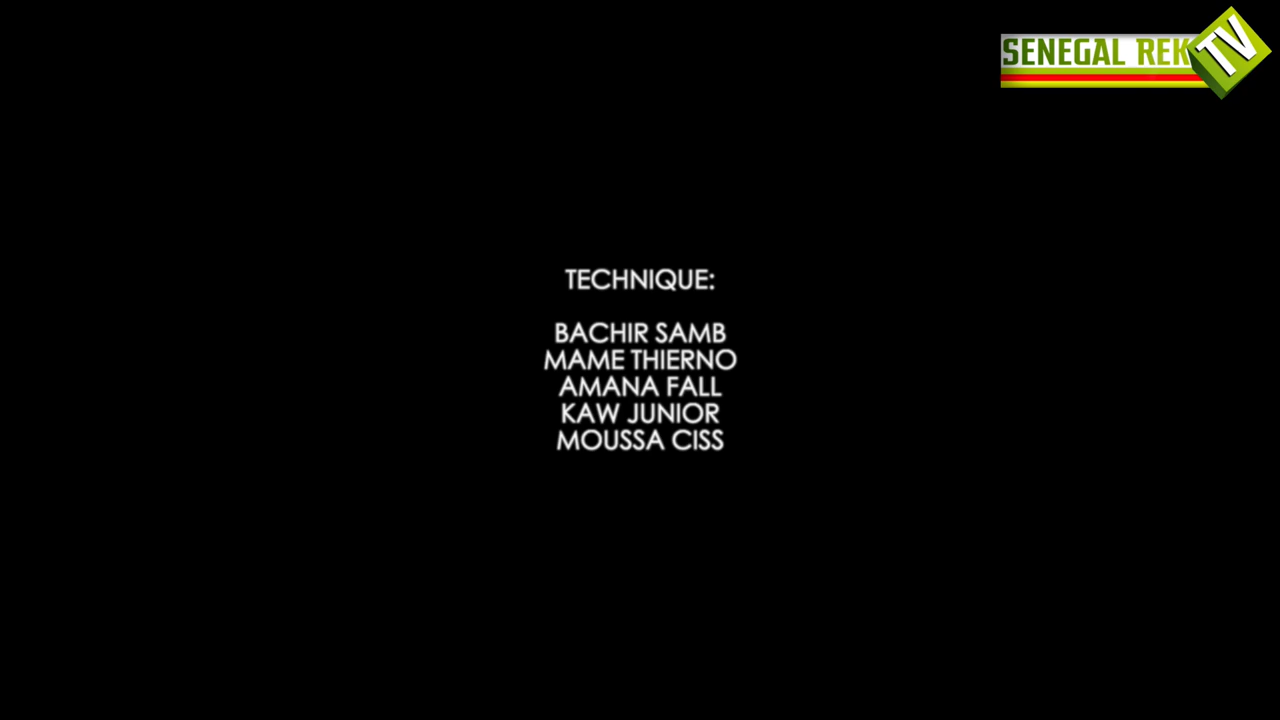 SENEGAL REK TV
TECHNIQUE:
BACHIR SAMB
MAME THIERNO
AMANA FALL
KAW JUNIOR
MOUSSA CISS